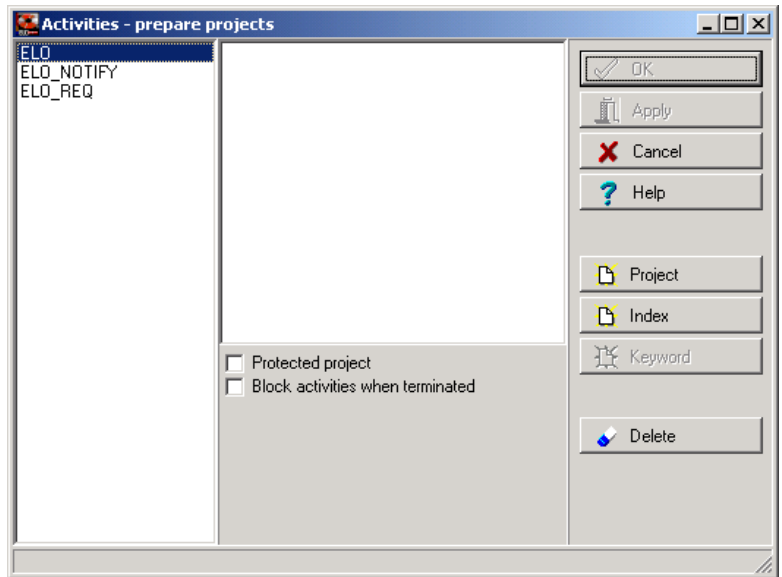 Activities - prepare projects
ELO
ELO_NOTIFY
ELO_REQ
Protected project
Block activities when terminated
OK
Apply
Cancel
Help
Project
Index
Keyword
Delete